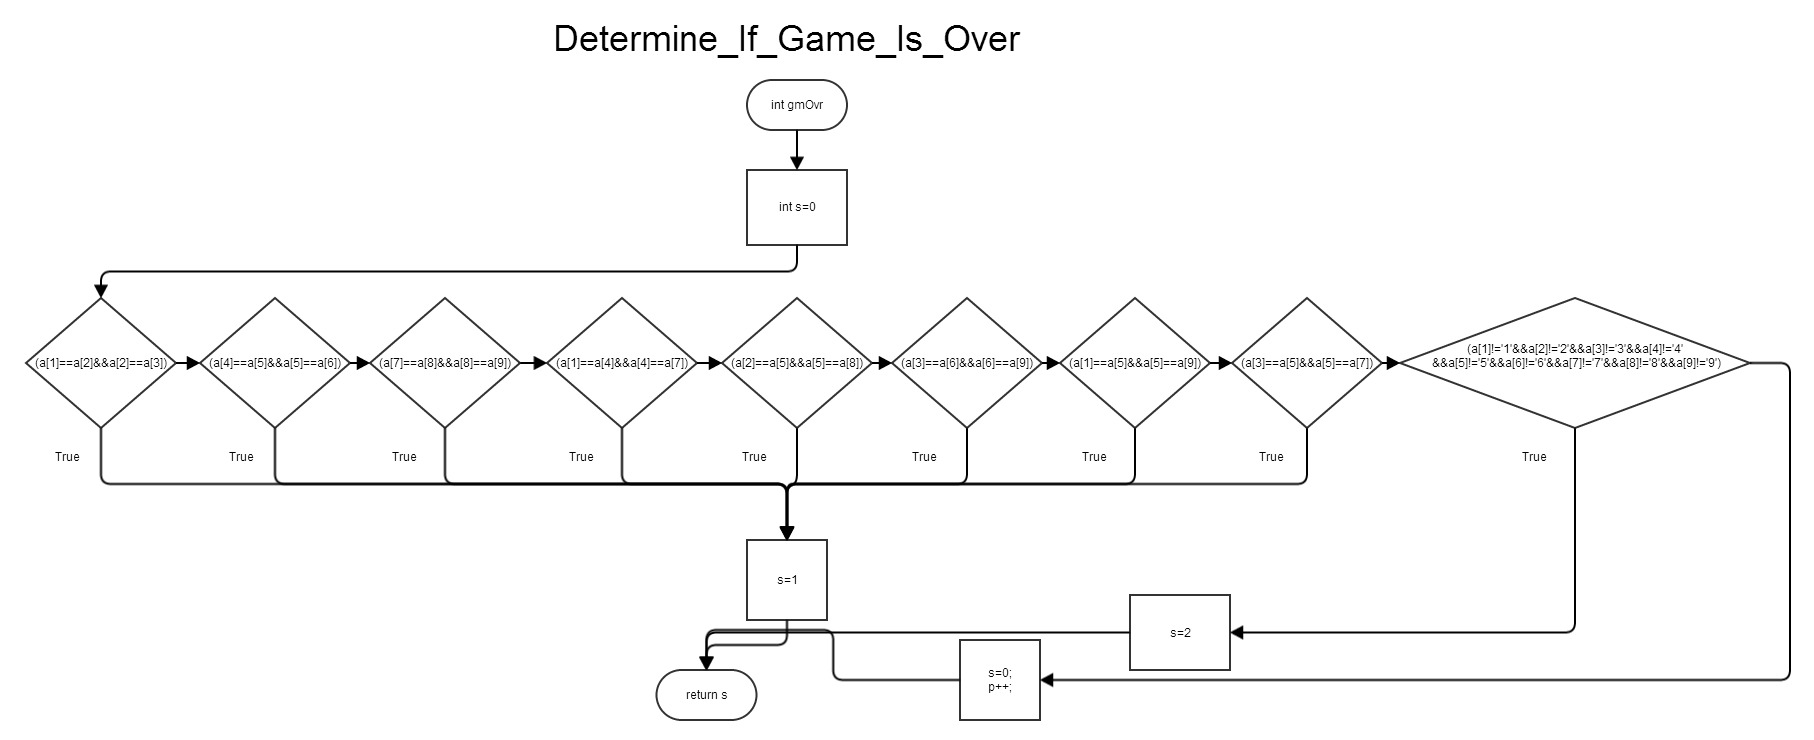 Determine_If_Game_Is_Over
int gmOvr
int s=0
(a[1]==a[2]&&a[2]==a[3])
(a[4]==a[5]&&a[5]==a[6])
(a[7]==a[8]&&a[8]==a[9])
(a[1]==a[4]&&a[4]==a[7])
(a[2]==a[5]&&a[5]==a[8])
(a[3]==a[6]&&a[6]==a[9])
(a[1]==a[5]&&a[5]==a[9])
(a[3]==a[5]&&a[5]==a[7])
(a[1]!='1'&&a[2]!='2'&&a[3]!='3'&&a[4]!='4'
&&a[5]!='5'&&a[6]!='6'&&a[7]!='7'&&a[8]!='8'&&a[9]!='9')
True
True
True
True
True
True
True
True
True
s=1
s=2
s=0;
p++;
return s